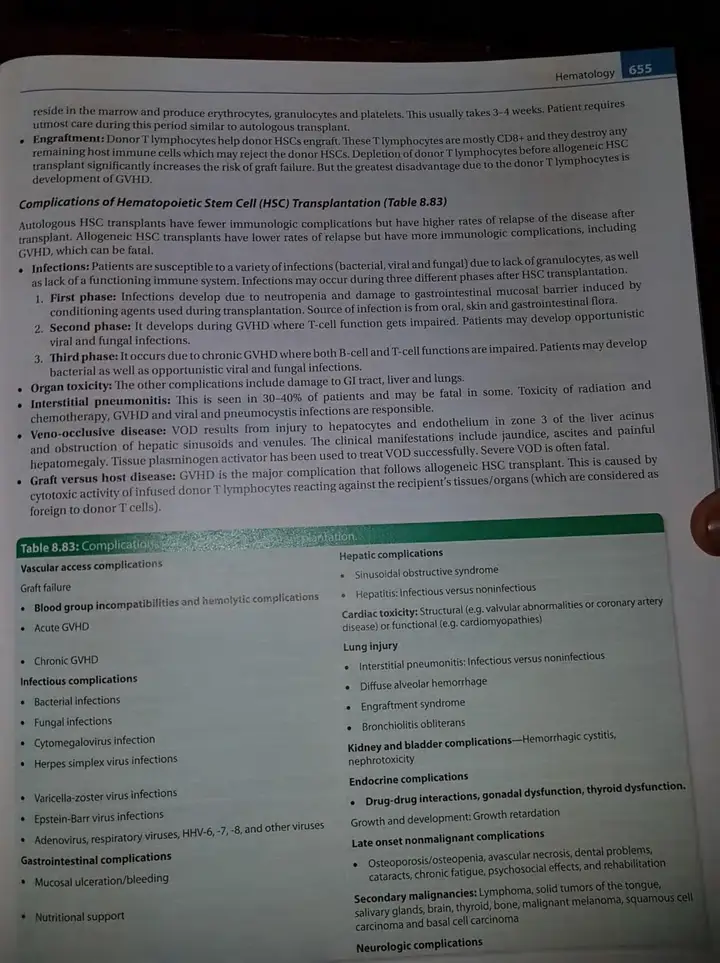 Hematology 655
reside in the marrow and produce erythrocytes, granulocytes and platelets. This usually takes 3–4 weeks. Patient requires
utmost care during this period similar to autologous transplant.
• Engraftment: Donor T lymphocytes help donor HSCs engraft. These T lymphocytes are mostly CD8+ and they destroy any
remaining host immune cells which may reject the donor HSCs. Depletion of donor T lymphocytes before allogeneic HSC
transplant significantly increases the risk of graft failure. But the greatest disadvantage due to the donor T lymphocytes is
development of GVHD.
Complications of Hematopoietic Stem Cell (HSC) Transplantation (Table 8.83)
Autologous HSC transplants have fewer immunologic complications but have higher rates of relapse of the disease after
transplant. Allogeneic HSC transplants have lower rates of relapse but have more immunologic complications, including
GVHD, which can be fatal.
• Infections: Patients are susceptible to a variety of infections (bacterial, viral and fungal) due to lack of granulocytes, as well
as lack of a functioning immune system. Infections may occur during three different phases after HSC transplantation.
1. First phase: Infections develop due to neutropenia and damage to gastrointestinal mucosal barrier induced by
conditioning agents used during transplantation. Source of infection is from oral, skin and gastrointestinal flora.
2. Second phase: It develops during GVHD where T-cell function gets impaired. Patients may develop opportunistic
viral and fungal infections.
3. Third phase: It occurs due to chronic GVHD where both B-cell and T-cell functions are impaired. Patients may develop
bacterial as well as opportunistic viral and fungal infections.
• Organ toxicity: The other complications include damage to GI tract, liver and lungs.
• Interstitial pneumonitis: This is seen in 30–40% of patients and may be fatal in some. Toxicity of radiation and
chemotherapy, GVHD and viral and pneumocystis infections are responsible.
• Veno-occlusive disease: VOD results from injury to hepatocytes and endothelium in zone 3 of the liver acinus
and obstruction of hepatic sinusoids and venules. The clinical manifestations include jaundice, ascites and painful
hepatomegaly. Tissue plasminogen activator has been used to treat VOD successfully. Severe VOD is often fatal.
• Graft versus host disease: GVHD is the major complication that follows allogeneic HSC transplant. This is caused by
cytotoxic activity of infused donor T lymphocytes reacting against the recipient's tissues/organs (which are considered as
foreign to donor T cells).
Table 8.83: Complications transplantation.
Vascular access complications
Graft failure
• Blood group incompatibilities and hemolytic complications
• Acute GVHD
• Chronic GVHD
Infectious complications
• Bacterial infections
• Fungal infections
• Cytomegalovirus infection
• Herpes simplex virus infections
• Varicella-zoster virus infections
• Epstein-Barr virus infections
• Adenovirus, respiratory viruses, HHV-6, -7, -8, and other viruses
Gastrointestinal complications
• Mucosal ulceration/bleeding
• Nutritional support
Hepatic complications
• Sinusoidal obstructive syndrome
• Hepatitis: Infectious versus noninfectious
Cardiac toxicity: Structural (e.g. valvular abnormalities or coronary artery
disease) or functional (e.g. cardiomyopathies)
Lung injury
• Interstitial pneumonitis: Infectious versus noninfectious
• Diffuse alveolar hemorrhage
• Engraftment syndrome
• Bronchiolitis obliterans
Kidney and bladder complications—Hemorrhagic cystitis,
nephrotoxicity
Endocrine complications
• Drug-drug interactions, gonadal dysfunction, thyroid dysfunction.
Growth and development: Growth retardation
Late onset nonmalignant complications
• Osteoporosis/osteopenia, avascular necrosis, dental problems,
cataracts, chronic fatigue, psychosocial effects, and rehabilitation
Secondary malignancies: Lymphoma, solid tumors of the tongue,
salivary glands, brain, thyroid, bone, malignant melanoma, squamous cell
carcinoma and basal cell carcinoma
Neurologic complications